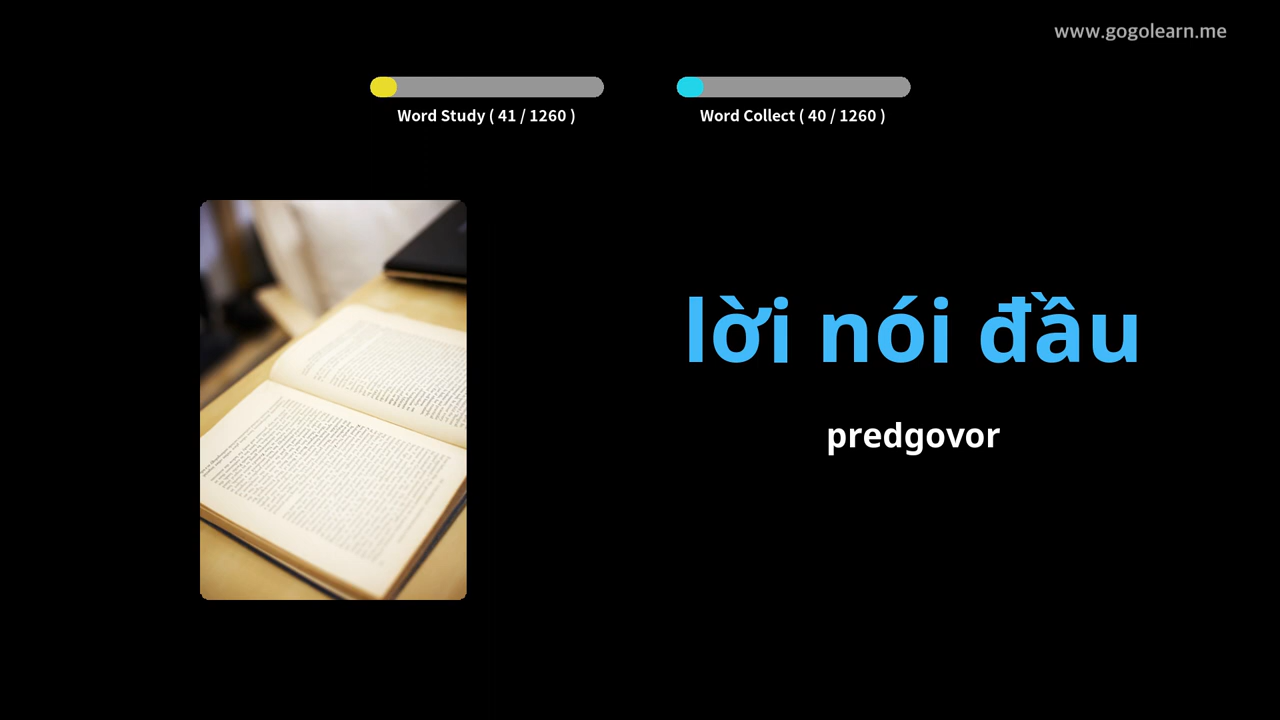 www.gogolearn.me
Word Study ( 41 / 1260 )
Word Collect ( 40 / 1260 )
lời nói đầu
predgovor